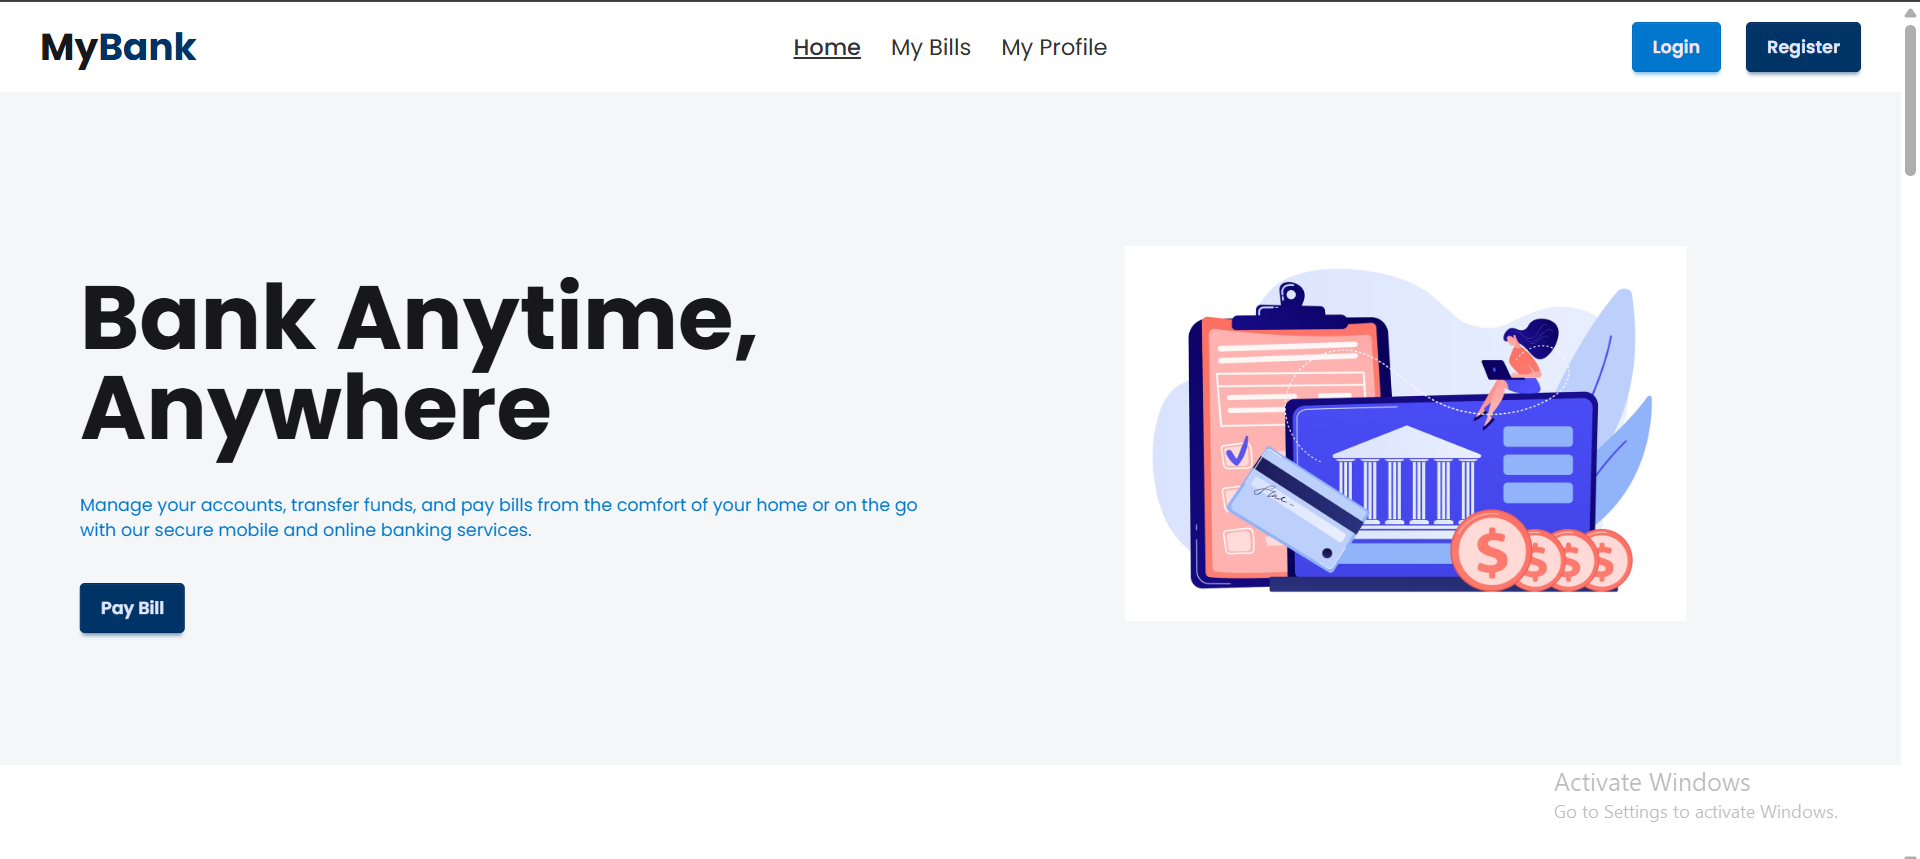 MyBank
Home
My Bills
My Profile
Login
Register
Bank Anytime,
Anywhere
Manage your accounts, transfer funds, and pay bills from the comfort of your home or on the go
with our secure mobile and online banking services.
Pay Bill
$ $ $ $
Activate Windows
Go to Settings to activate Windows.